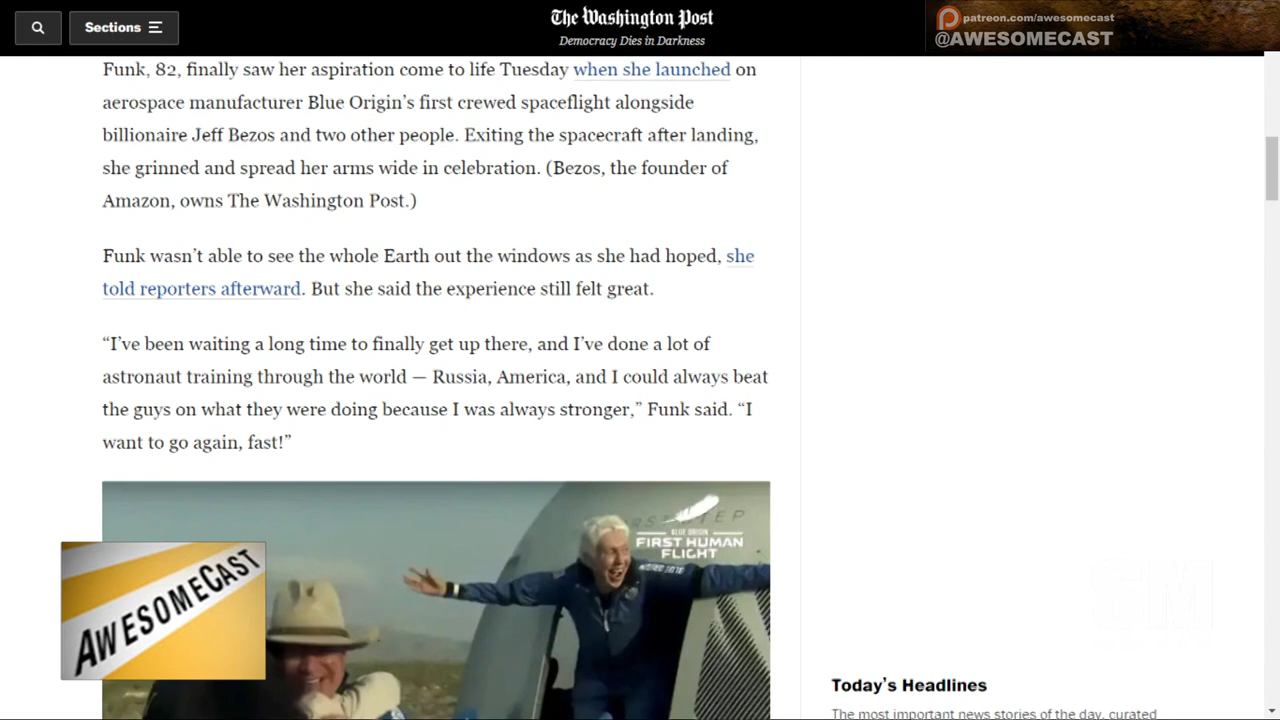 Sections
The Washington Post
Democracy Dies in Darkness
patreon.com/awesomecast
@AWESOMECAST
Funk, 82, finally saw her aspiration come to life Tuesday when she launched on
aerospace manufacturer Blue Origin’s first crewed spaceflight alongside
billionaire Jeff Bezos and two other people. Exiting the spacecraft after landing,
she grinned and spread her arms wide in celebration. (Bezos, the founder of
Amazon, owns The Washington Post.)
Funk wasn’t able to see the whole Earth out the windows as she had hoped, she
told reporters afterward. But she said the experience still felt great.
“I’ve been waiting a long time to finally get up there, and I’ve done a lot of
astronaut training through the world — Russia, America, and I could always beat
the guys on what they were doing because I was always stronger,” Funk said. “I
want to go again, fast!”
BLUE ORIGIN
FIRST HUMAN
FLIGHT
AWESOMECAST
Today’s Headlines
The most important news stories of the day, curated